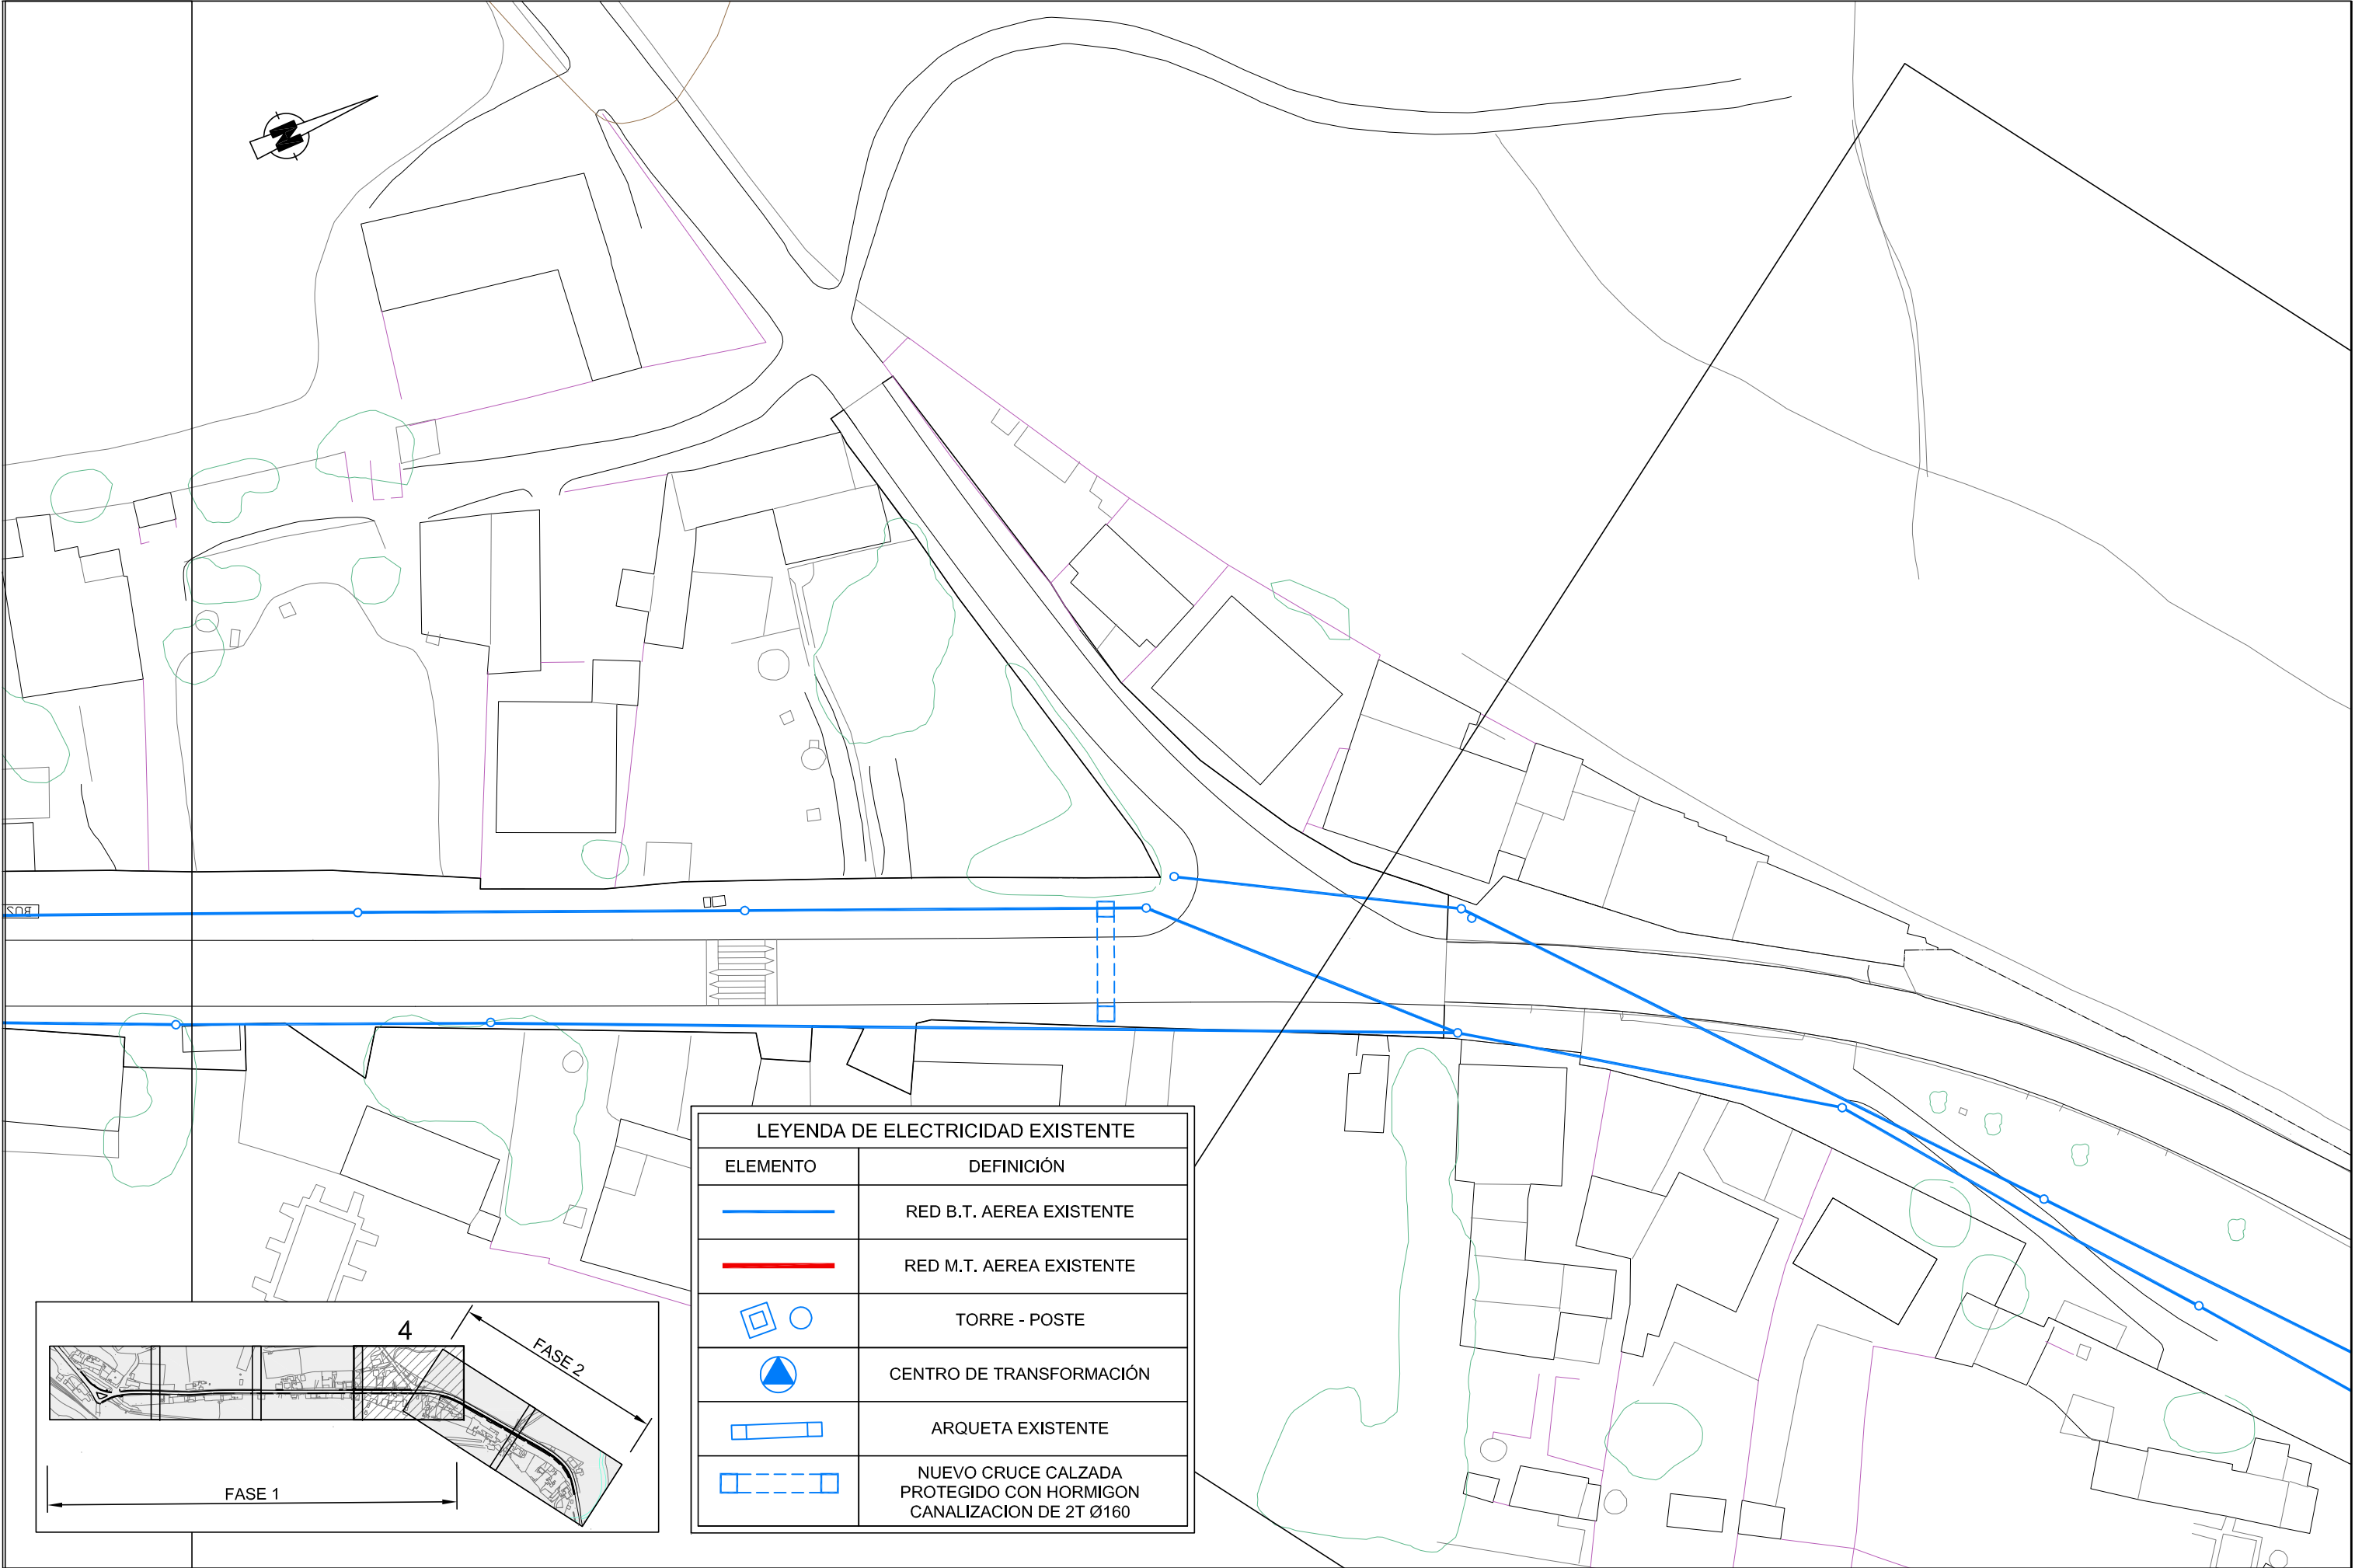 N
LEYENDA DE ELECTRICIDAD EXISTENTE
ELEMENTO
DEFINICIÓN
RED B.T. AEREA EXISTENTE
RED M.T. AEREA EXISTENTE
TORRE - POSTE
CENTRO DE TRANSFORMACIÓN
ARQUETA EXISTENTE
NUEVO CRUCE CALZADA
PROTEGIDO CON HORMIGON
CANALIZACION DE 2T Ø160
4
FASE 2
FASE 1